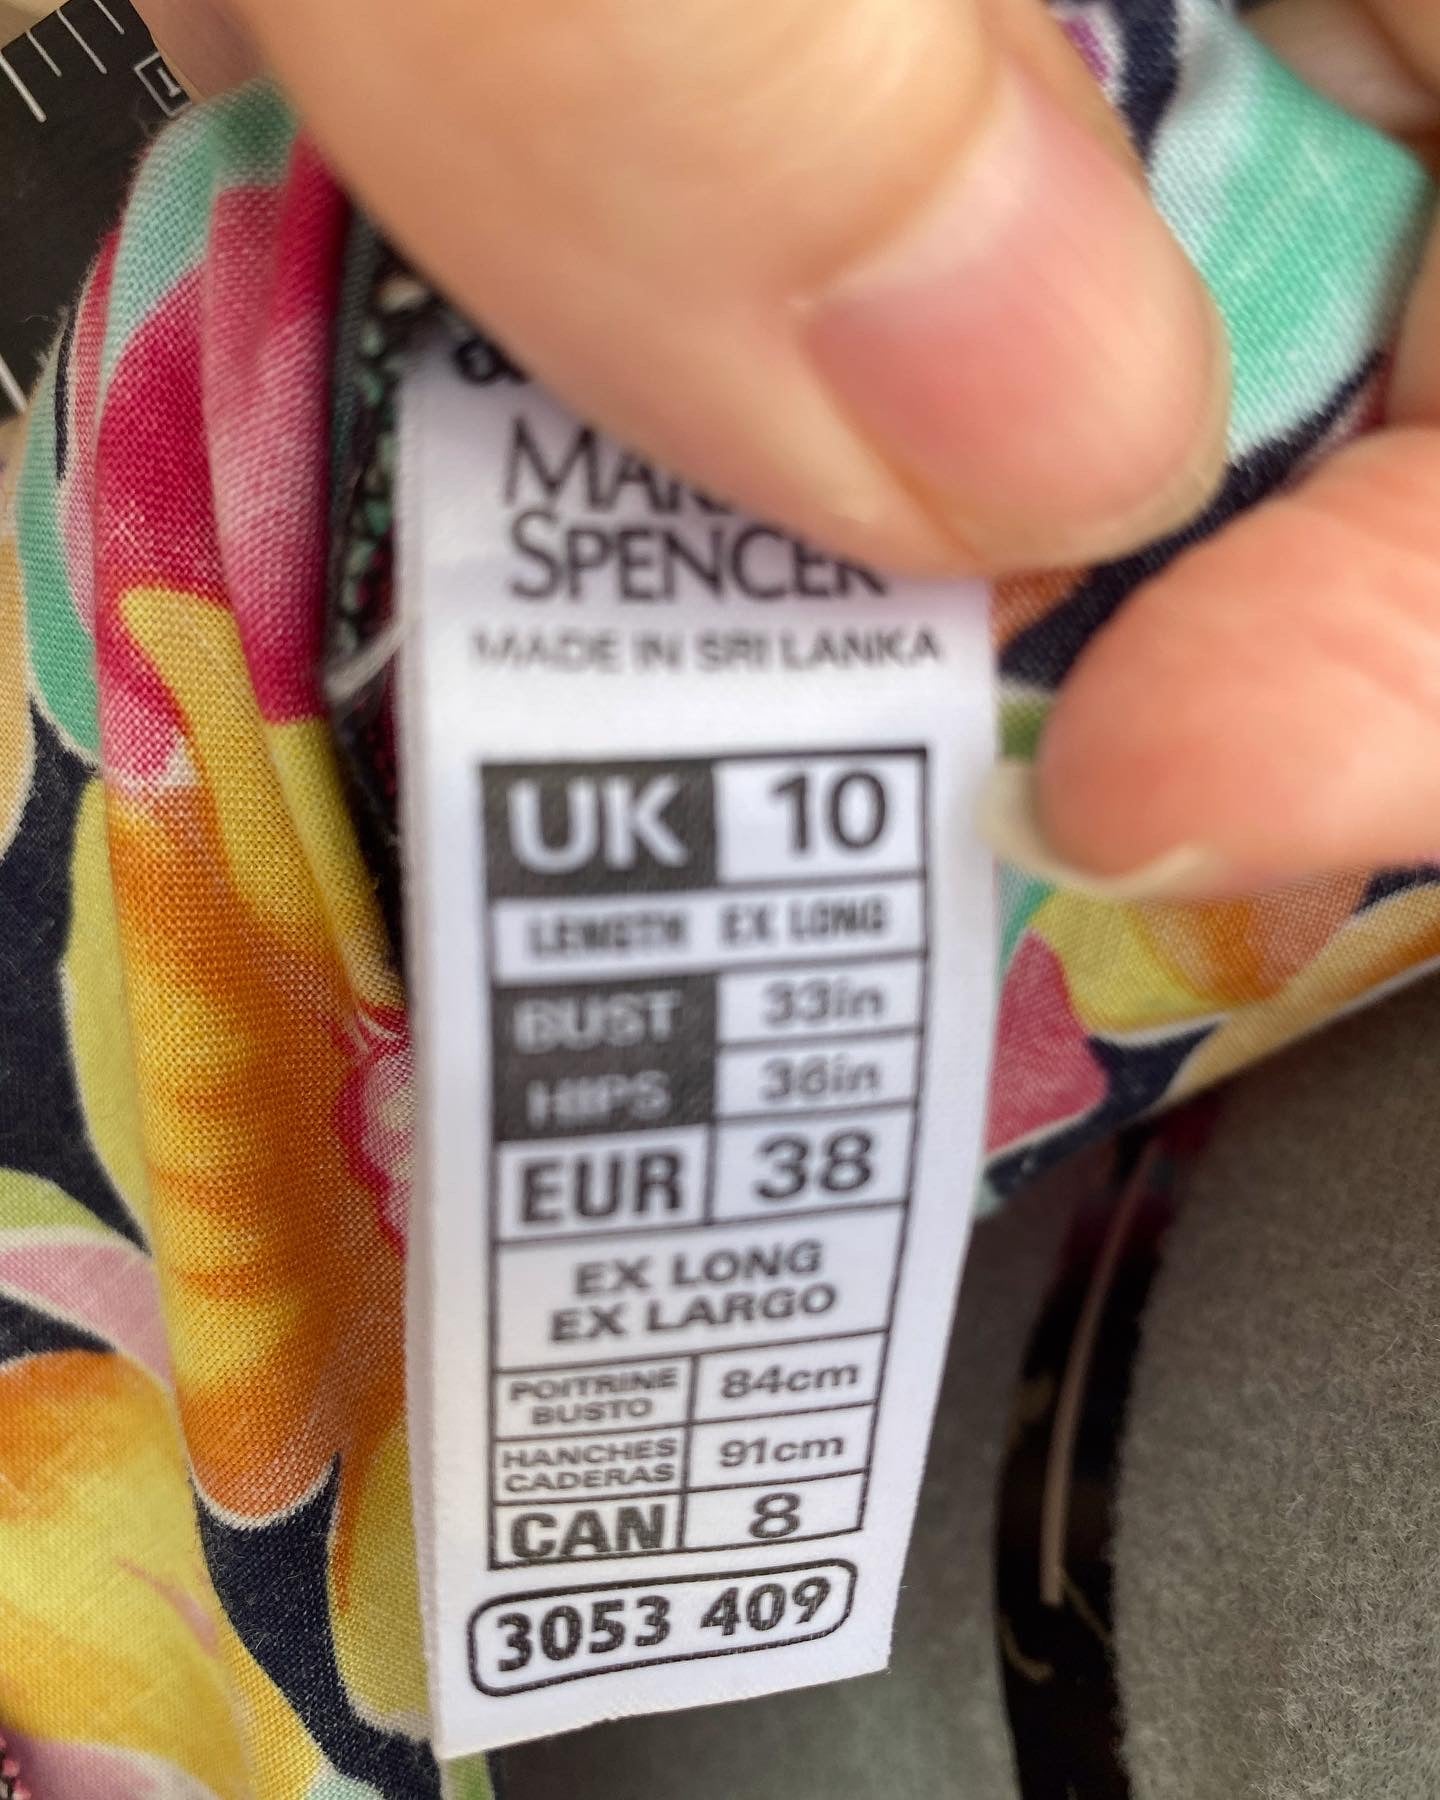 SPENCER
MADE IN SRI LANKA
UK 10
LENGTH EX LONG
BUST 33in
HIPS 36in
EUR 38
EX LONG
EX LARGO
POITRINE 84cm
BUSTO
HANCHES 91cm
CADERAS
CAN 8
3053 409